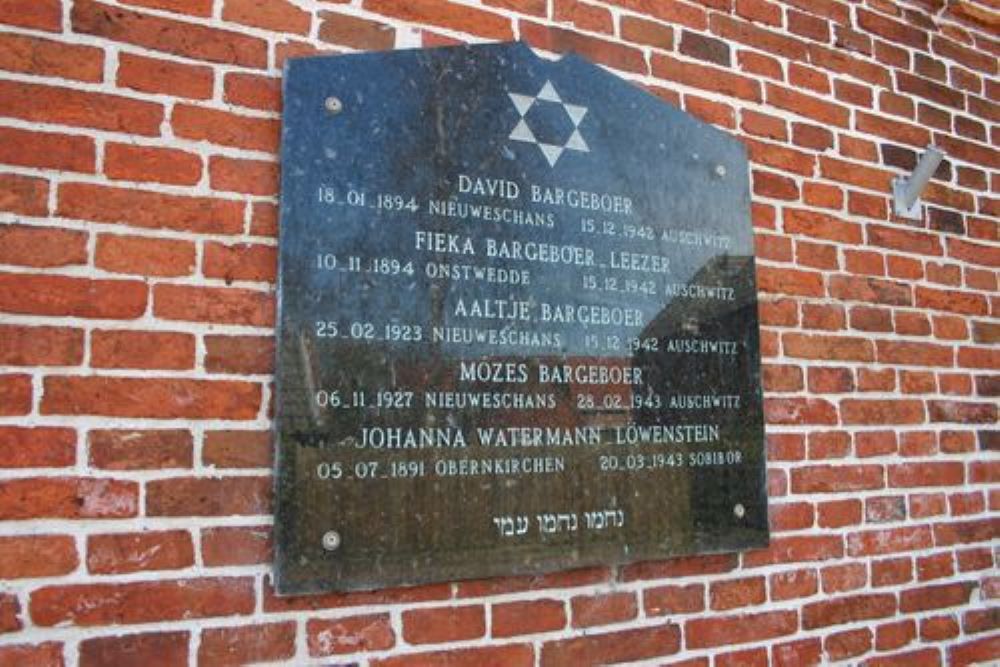 DAVID BARGEBOER
18_01_1894 NIEUWESCHANS 15_12_1942 AUSCHWITZ
FIEKA BARGEBOER_LEEZER
10_11_1894 ONSTWEDDE 15_12_1942 AUSCHWITZ
AALTJE BARGEBOER
25_02_1923 NIEUWESCHANS 15_12_1942 AUSCHWITZ
MOZES BARGEBOER
06_11_1927 NIEUWESCHANS 28_02_1943 AUSCHWITZ
JOHANNA WATERMANN_LÖWENSTEIN
05_07_1891 OBERNKIRCHEN 20_03_1943 SOBIBOR
נחמו נחמו עמי